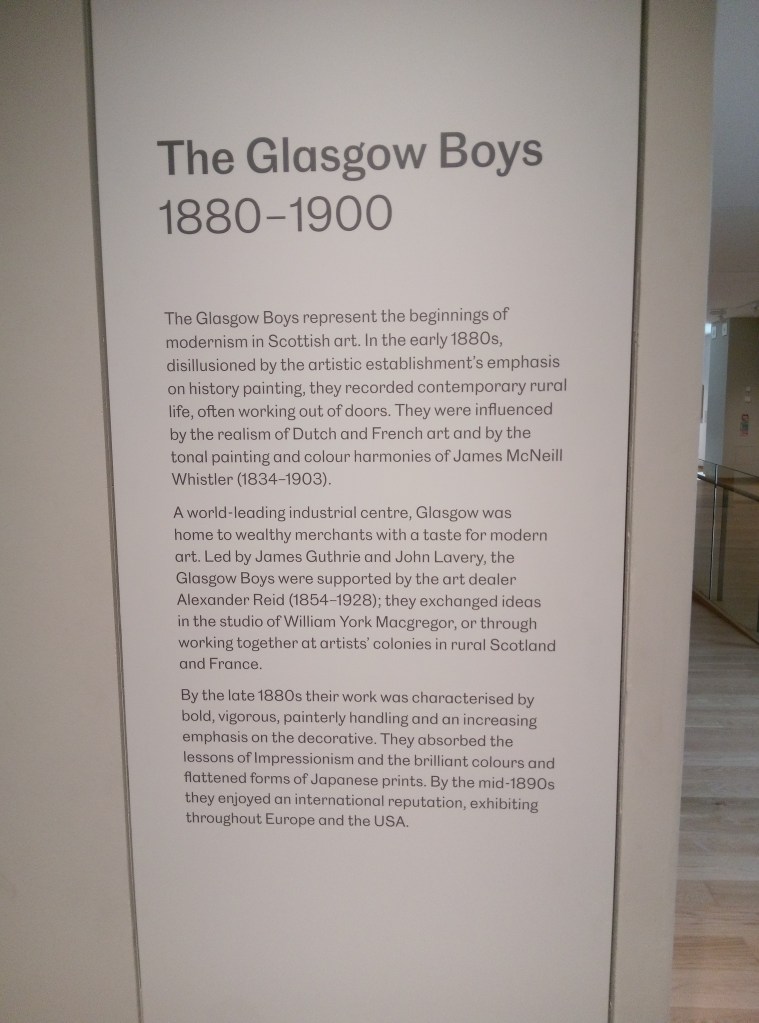 The Glasgow Boys
1880–1900
The Glasgow Boys represent the beginnings of
modernism in Scottish art. In the early 1880s,
disillusioned by the artistic establishment's emphasis
on history painting, they recorded contemporary rural
life, often working out of doors. They were influenced
by the realism of Dutch and French art and by the
tonal painting and colour harmonies of James McNeill
Whistler (1834–1903).
A world-leading industrial centre, Glasgow was
home to wealthy merchants with a taste for modern
art. Led by James Guthrie and John Lavery, the
Glasgow Boys were supported by the art dealer
Alexander Reid (1854–1928); they exchanged ideas
in the studio of William York Macgregor, or through
working together at artists' colonies in rural Scotland
and France.
By the late 1880s their work was characterised by
bold, vigorous, painterly handling and an increasing
emphasis on the decorative. They absorbed the
lessons of Impressionism and the brilliant colours and
flattened forms of Japanese prints. By the mid-1890s
they enjoyed an international reputation, exhibiting
throughout Europe and the USA.